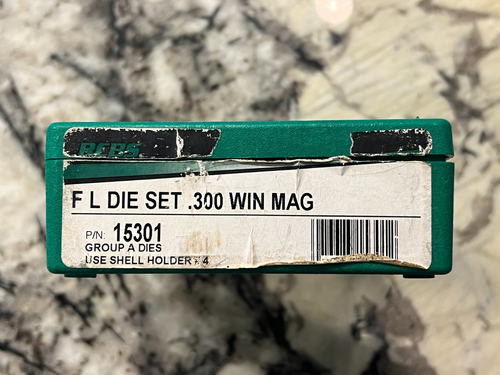 RCBS
F L DIE SET .300 WIN MAG
P/N: 15301
GROUP A DIES
USE SHELL HOLDER # 4